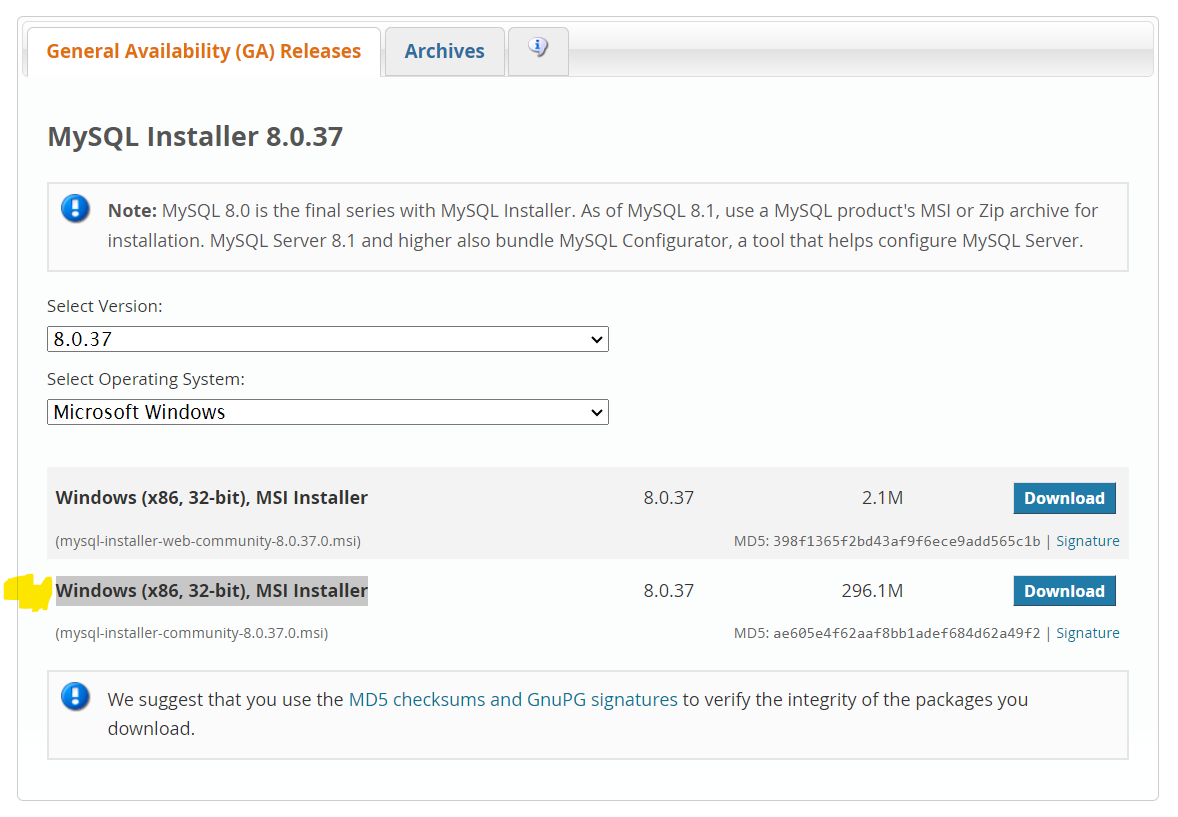 General Availability (GA) Releases
Archives
MySQL Installer 8.0.37
Note: MySQL 8.0 is the final series with MySQL Installer. As of MySQL 8.1, use a MySQL product's MSI or Zip archive for
installation. MySQL Server 8.1 and higher also bundle MySQL Configurator, a tool that helps configure MySQL Server.
Select Version:
8.0.37
Select Operating System:
Microsoft Windows
Windows (x86, 32-bit), MSI Installer 8.0.37 2.1M Download
(mysql-installer-web-community-8.0.37.0.msi) MD5: 398f1365f2bd43af9f6ece9add565c1b | Signature
Windows (x86, 32-bit), MSI Installer 8.0.37 296.1M Download
(mysql-installer-community-8.0.37.0.msi) MD5: ae605e4f62aaf8bb1adef684d62a49f2 | Signature
We suggest that you use the MD5 checksums and GnuPG signatures to verify the integrity of the packages you
download.